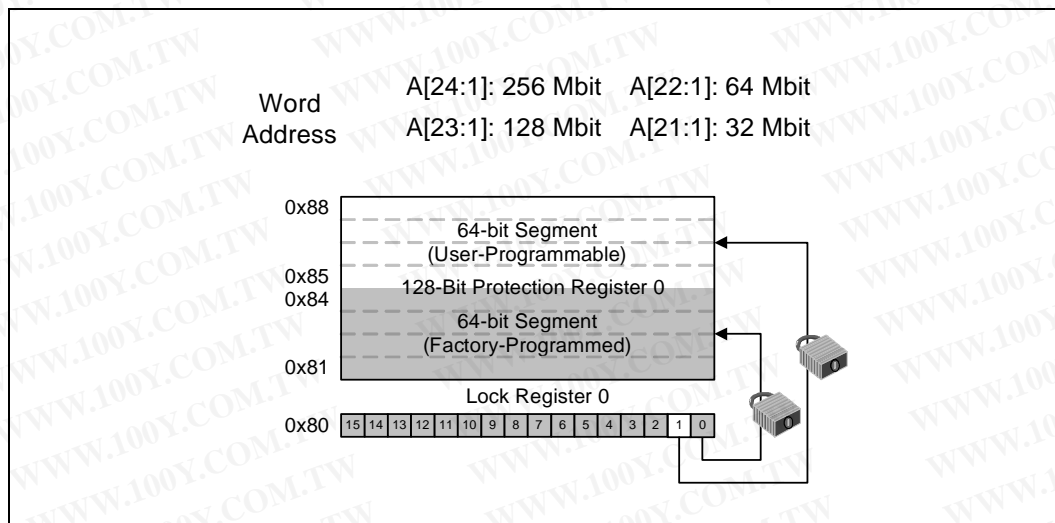 Word
Address
A[24:1]: 256 Mbit A[22:1]: 64 Mbit
A[23:1]: 128 Mbit A[21:1]: 32 Mbit
0x88
64-bit Segment
(User-Programmable)
0x85
128-Bit Protection Register 0
0x84
64-bit Segment
(Factory-Programmed)
0x81
Lock Register 0
0x80
15 14 13 12 11 10 9 8 7 6 5 4 3 2 1 0
WWW.100Y.COM.TW